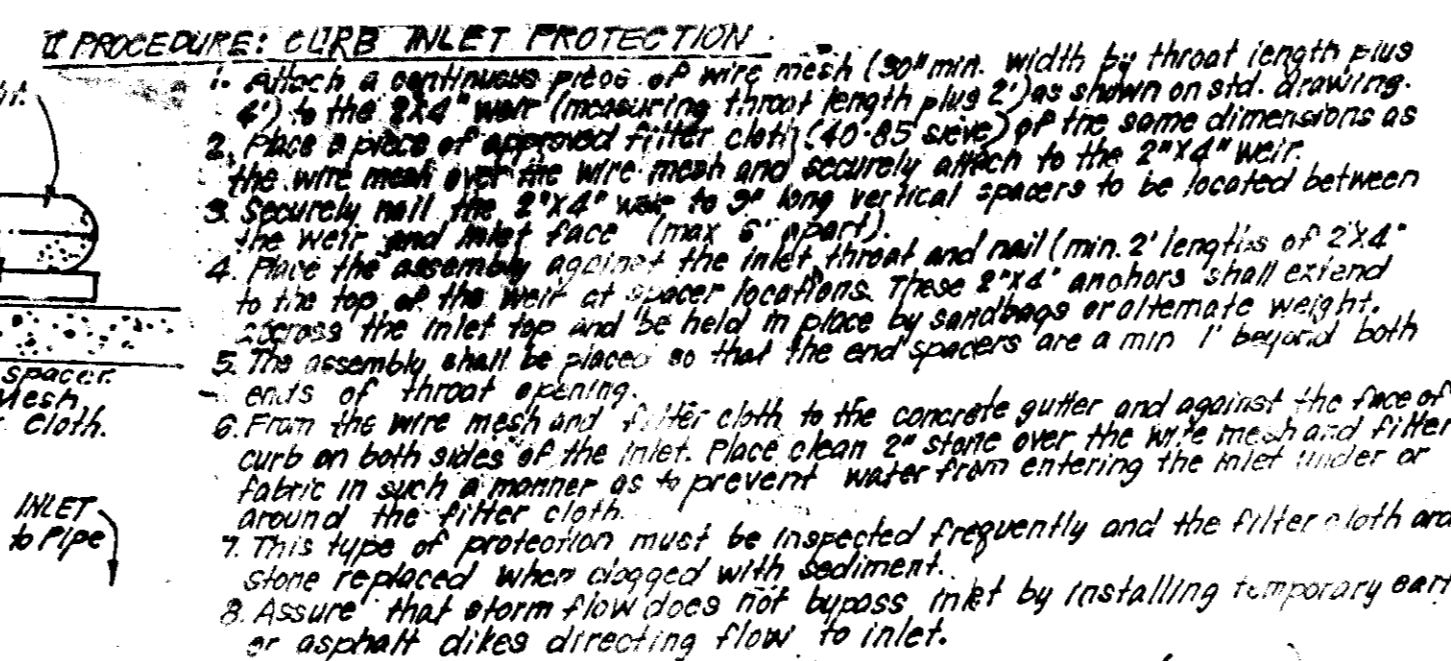 II PROCEDURE: CURB INLET PROTECTION
1. Attach a continuous piece of wire mesh (30" min. width by throat length plus
4') to the 2X4" weir (measuring throat length plus 2') as shown on std. drawing.
2. Place a piece of approved filter cloth (40-85 sieve) of the same dimensions as
the wire mesh over the wire mesh and securely attach to the 2"X4" weir.
3. Securely nail the 2"X4" weir to 9" long vertical spacers to be located between
the weir and inlet face (max 6' apart).
4. Place the assembly against the inlet throat and nail (min. 2' lengths of 2X4"
to the top of the weir at spacer locations. These 2"X4" anchors shall extend
across the inlet top and be held in place by sandbags or alternate weight.
5. The assembly shall be placed so that the end spacers are a min 1' beyond both
ends of throat opening.
6. From the wire mesh and filter cloth to the concrete gutter and against the face of
curb on both sides of the inlet. Place clean 2" stone over the wire mesh and filter
fabric in such a manner as to prevent water from entering the inlet under or
around the filter cloth.
7. This type of protection must be inspected frequently and the filter cloth and
stone replaced when clogged with sediment.
8. Assure that storm flow does not bypass inlet by installing temporary eart
or asphalt dikes directing flow to inlet.
spacer.
Mesh
Cloth.
INLET
to Pipe